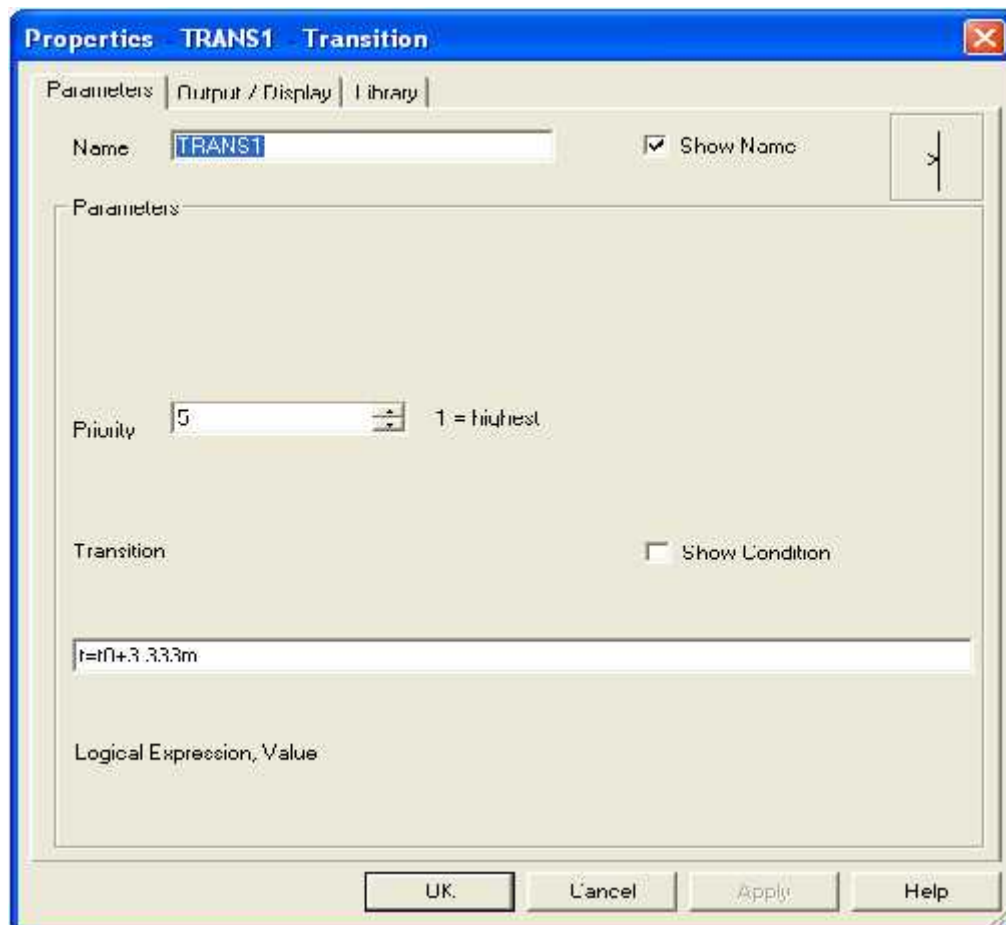 Properties - TRANS1 - Transition
Parameters Output / Display Library
Name TRANS1 Show Name
Parameters
Priority 5 1 = highest
Transition Show Condition
t=t0+3.333m
Logical Expression, Value
OK Cancel Apply Help